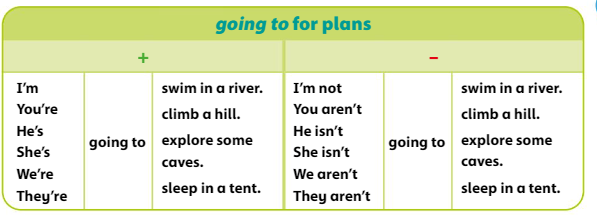 going to for plans
+
–
I'm
You're
He's
She's
We're
They're
going to
swim in a river.
climb a hill.
explore some
caves.
sleep in a tent.
I'm not
You aren't
He isn't
She isn't
We aren't
They aren't
going to
swim in a river.
climb a hill.
explore some
caves.
sleep in a tent.